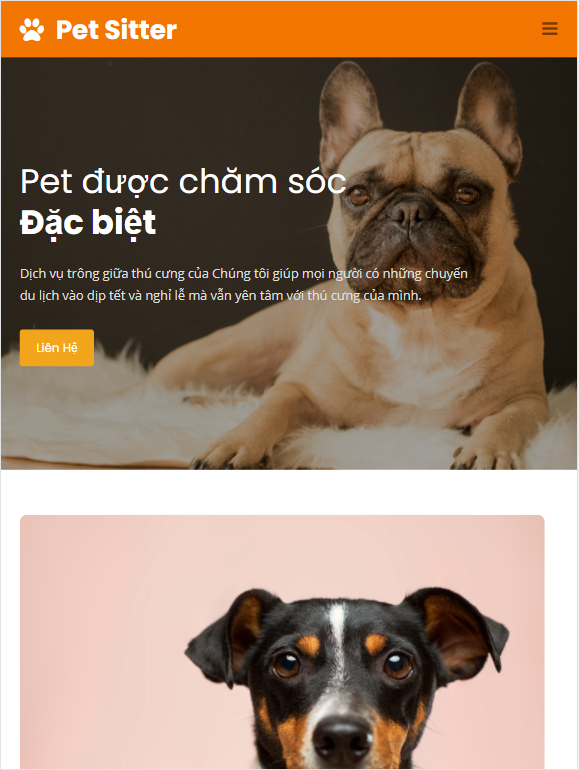 Pet Sitter
Pet được chăm sóc
Đặc biệt
Dịch vụ trông giữa thú cưng của Chúng tôi giúp mọi người có những chuyến
du lịch vào dịp tết và nghỉ lễ mà vẫn yên tâm với thú cưng của mình.
Liên Hệ